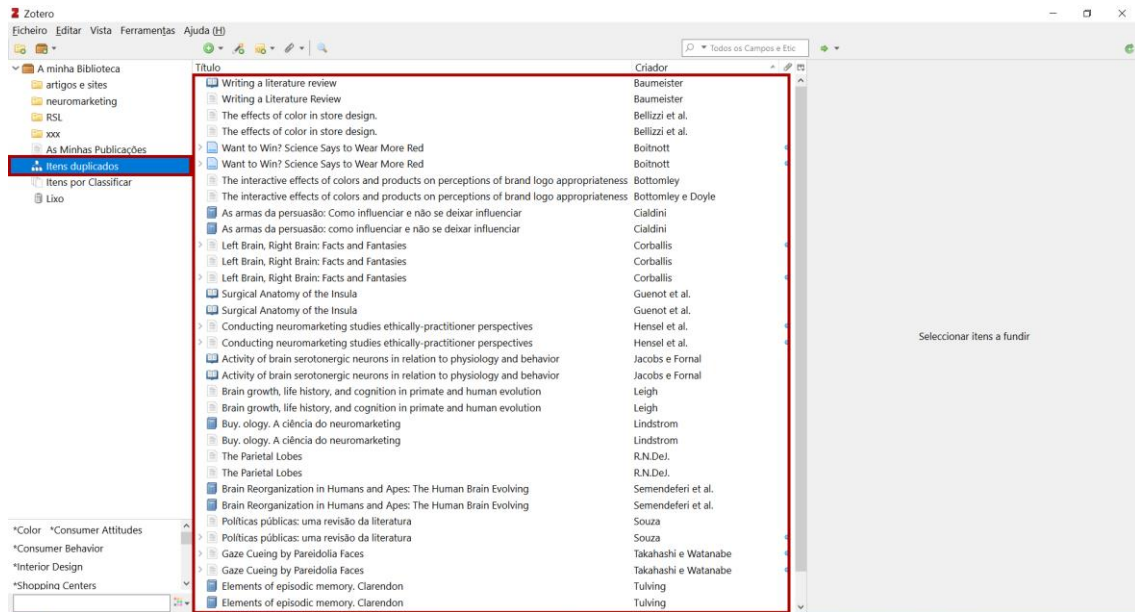 Zotero
Ficheiro Editar Vista Ferramentas Ajuda (H)
Todos os Campos e Etiq
A minha Biblioteca
artigos e sites
neuromarketing
RSL
xxx
As Minhas Publicações
Itens duplicados
Itens por Classificar
Lixo
Título Criador
Writing a literature review Baumeister
Writing a Literature Review Baumeister
The effects of color in store design. Bellizzi et al.
The effects of color in store design. Bellizzi et al.
Want to Win? Science Says to Wear More Red Boitnott
Want to Win? Science Says to Wear More Red Boitnott
The interactive effects of colors and products on perceptions of brand logo appropriateness Bottomley
The interactive effects of colors and products on perceptions of brand logo appropriateness Bottomley e Doyle
As armas da persuasão: Como influenciar e não se deixar influenciar Cialdini
As armas da persuasão: como influenciar e não se deixar influenciar Cialdini
Left Brain, Right Brain: Facts and Fantasies Corballis
Left Brain, Right Brain: Facts and Fantasies Corballis
Left Brain, Right Brain: Facts and Fantasies Corballis
Surgical Anatomy of the Insula Guenot et al.
Surgical Anatomy of the Insula Guenot et al.
Conducting neuromarketing studies ethically-practitioner perspectives Hensel et al.
Conducting neuromarketing studies ethically-practitioner perspectives Hensel et al.
Activity of brain serotonergic neurons in relation to physiology and behavior Jacobs e Fornal
Activity of brain serotonergic neurons in relation to physiology and behavior Jacobs e Fornal
Brain growth, life history, and cognition in primate and human evolution Leigh
Brain growth, life history, and cognition in primate and human evolution Leigh
Buy. ology. A ciência do neuromarketing Lindstrom
Buy. ology. A ciência do neuromarketing Lindstrom
The Parietal Lobes R.N.DeJ.
The Parietal Lobes R.N.DeJ.
Brain Reorganization in Humans and Apes: The Human Brain Evolving Semendeferi et al.
Brain Reorganization in Humans and Apes: The Human Brain Evolving Semendeferi et al.
Políticas públicas: uma revisão da literatura Souza
Políticas públicas: uma revisão da literatura Souza
Gaze Cueing by Pareidolia Faces Takahashi e Watanabe
Gaze Cueing by Pareidolia Faces Takahashi e Watanabe
Elements of episodic memory. Clarendon Tulving
Elements of episodic memory. Clarendon Tulving
*Color *Consumer Attitudes
*Consumer Behavior
*Interior Design
*Shopping Centers
Seleccionar itens a fundir